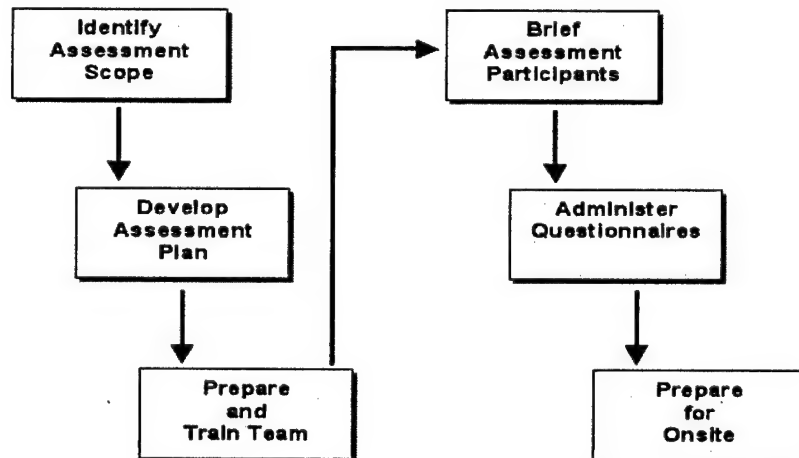 Identify
Assessment
Scope
Develop
Assessment
Plan
Prepare
and
Train Team
Brief
Assessment
Participants
Administer
Questionnaires
Prepare
for
Onsite